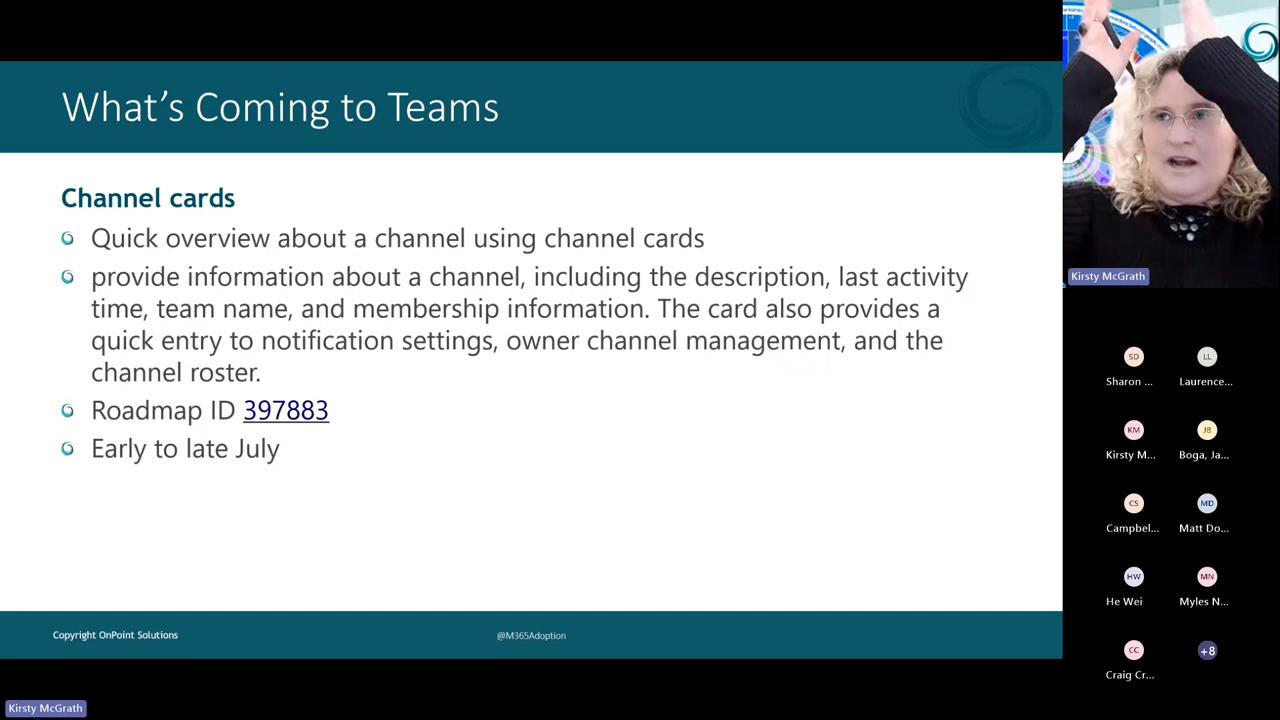 What's Coming to Teams
Channel cards
Quick overview about a channel using channel cards
provide information about a channel, including the description, last activity
time, team name, and membership information. The card also provides a
quick entry to notification settings, owner channel management, and the
channel roster.
Roadmap ID 397883
Early to late July
Copyright OnPoint Solutions
@M365Adoption
Kirsty McGrath
Kirsty McGrath
SD
LL
Sharon ...
Laurence...
KM
JB
Kirsty M...
Boga, Ja...
CS
MD
Campbel...
Matt Do...
HW
MN
He Wei
Myles N...
CC
+8
Craig Cr...